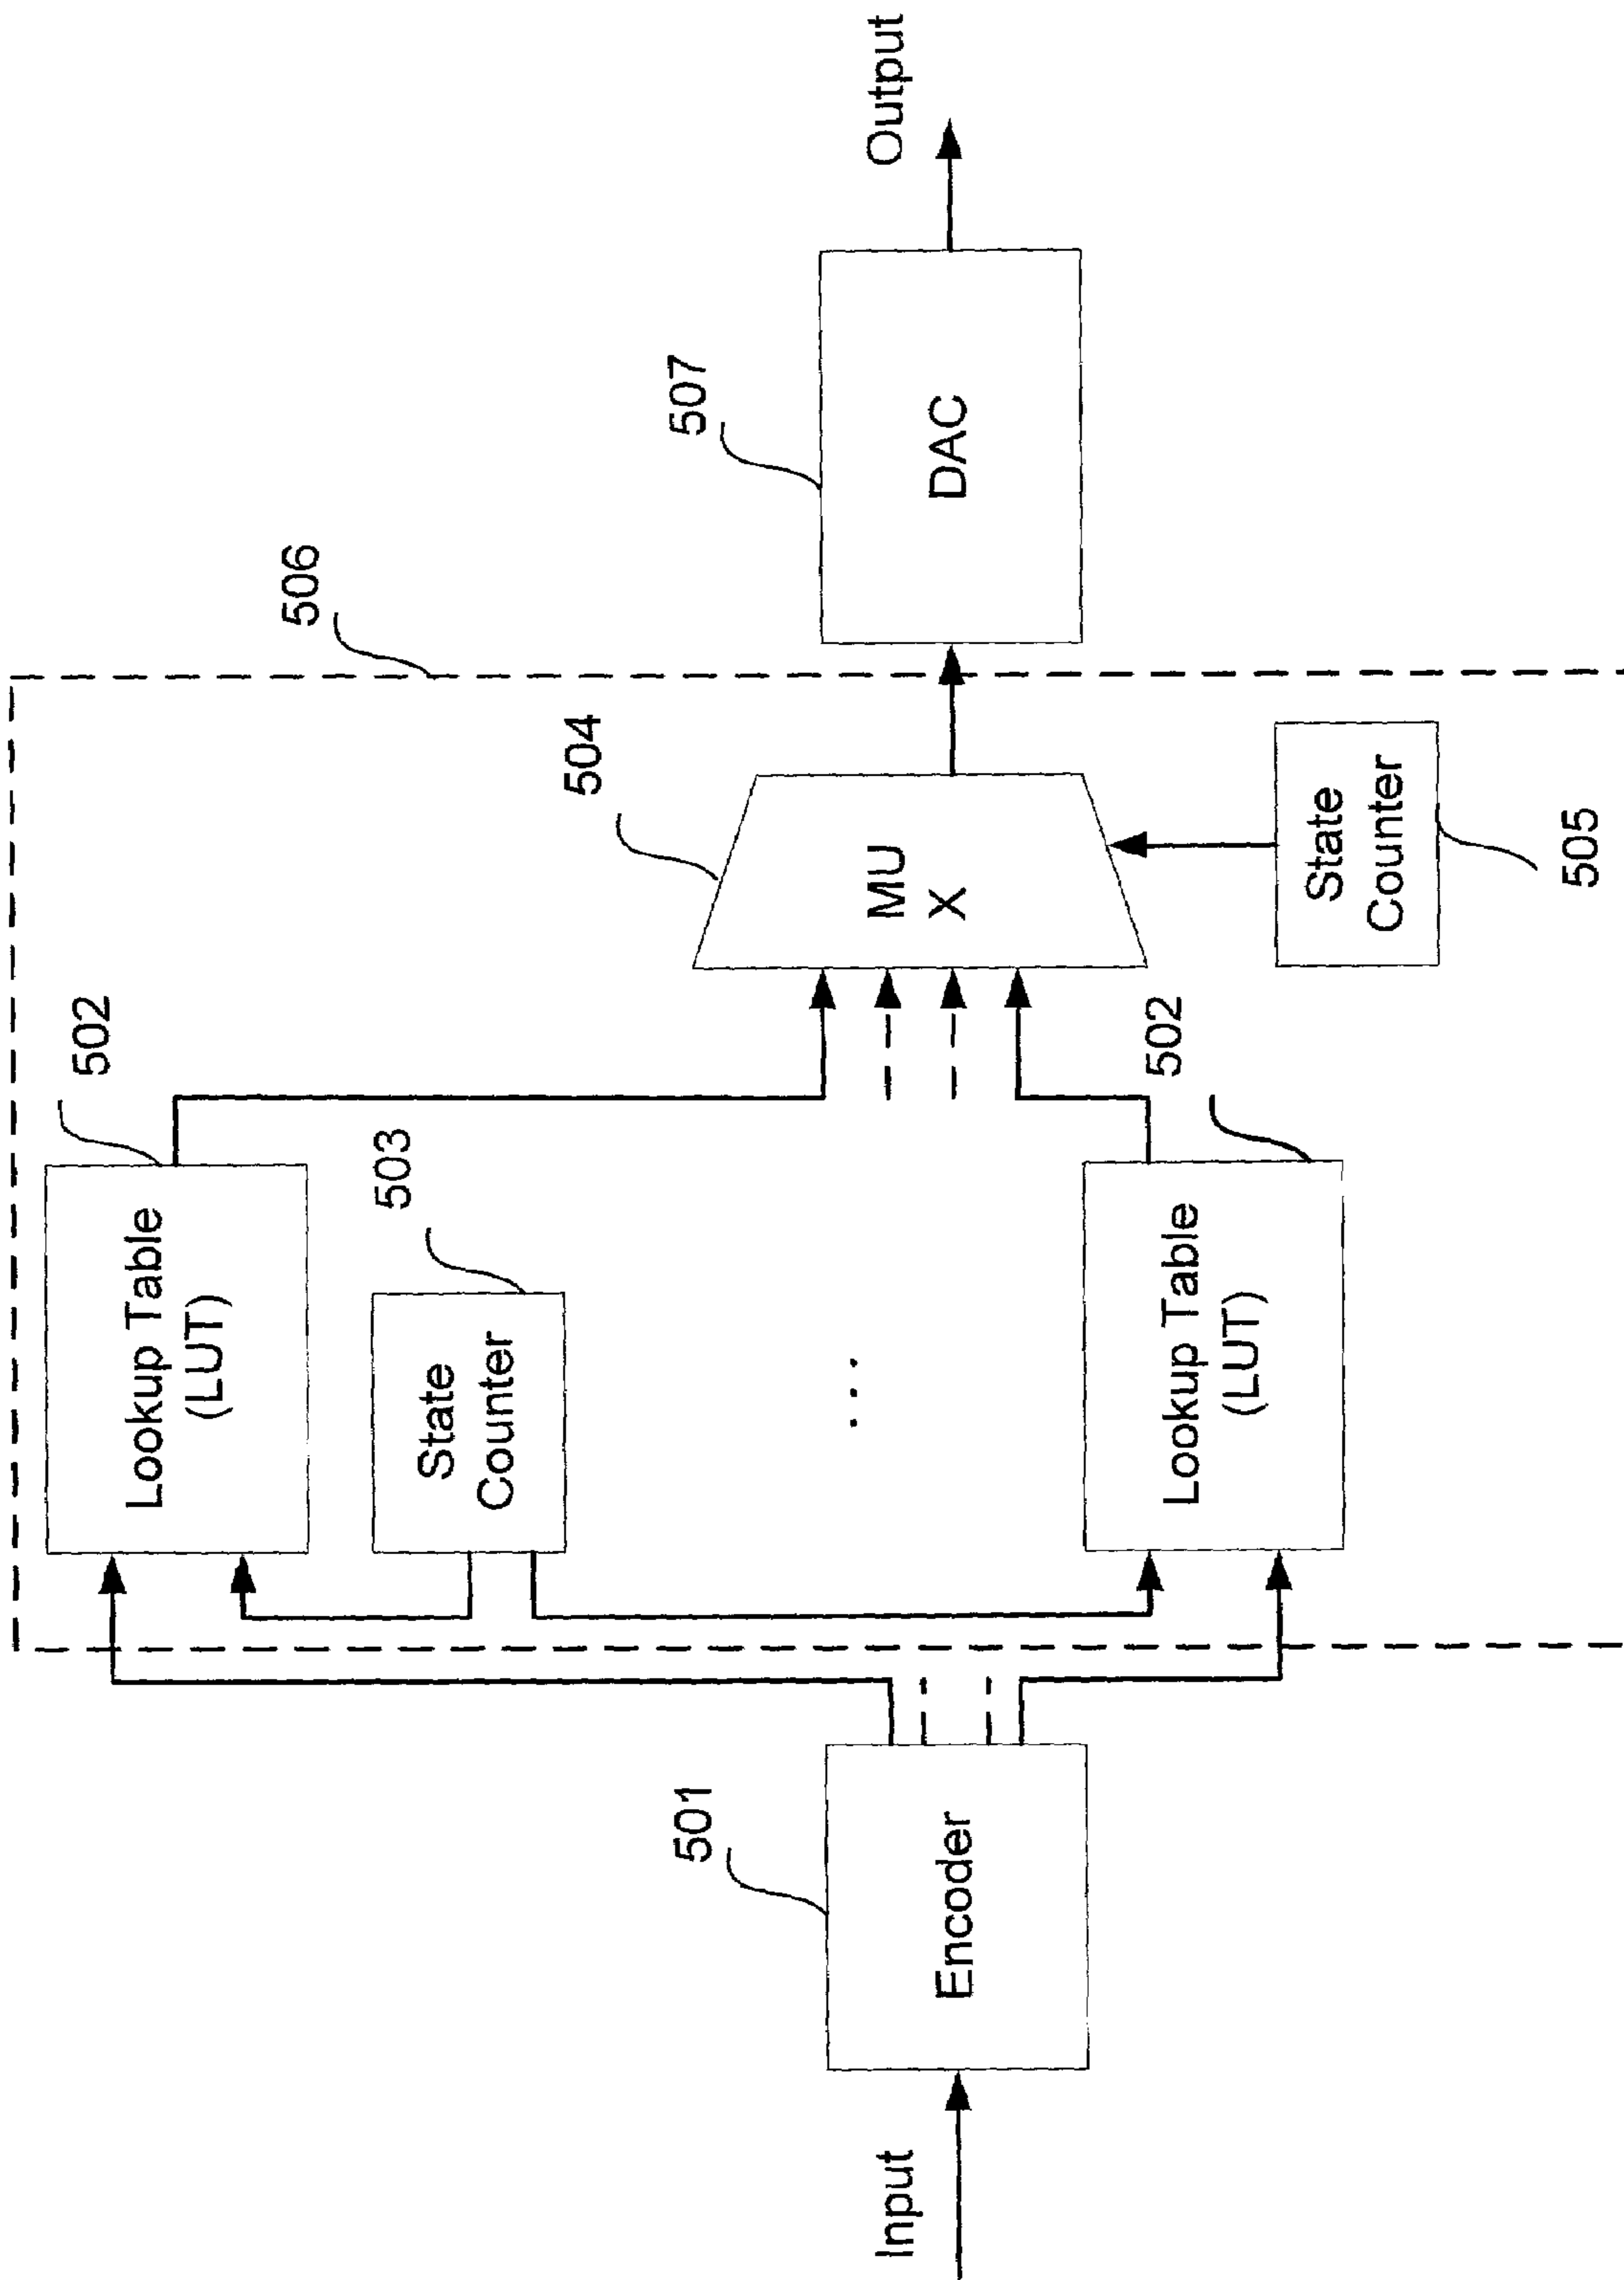 Input
501
Encoder
502
Lookup Table
(LUT)
503
State
Counter
...
502
Lookup Table
(LUT)
504
MU
X
State
Counter
505
506
507
DAC
Output